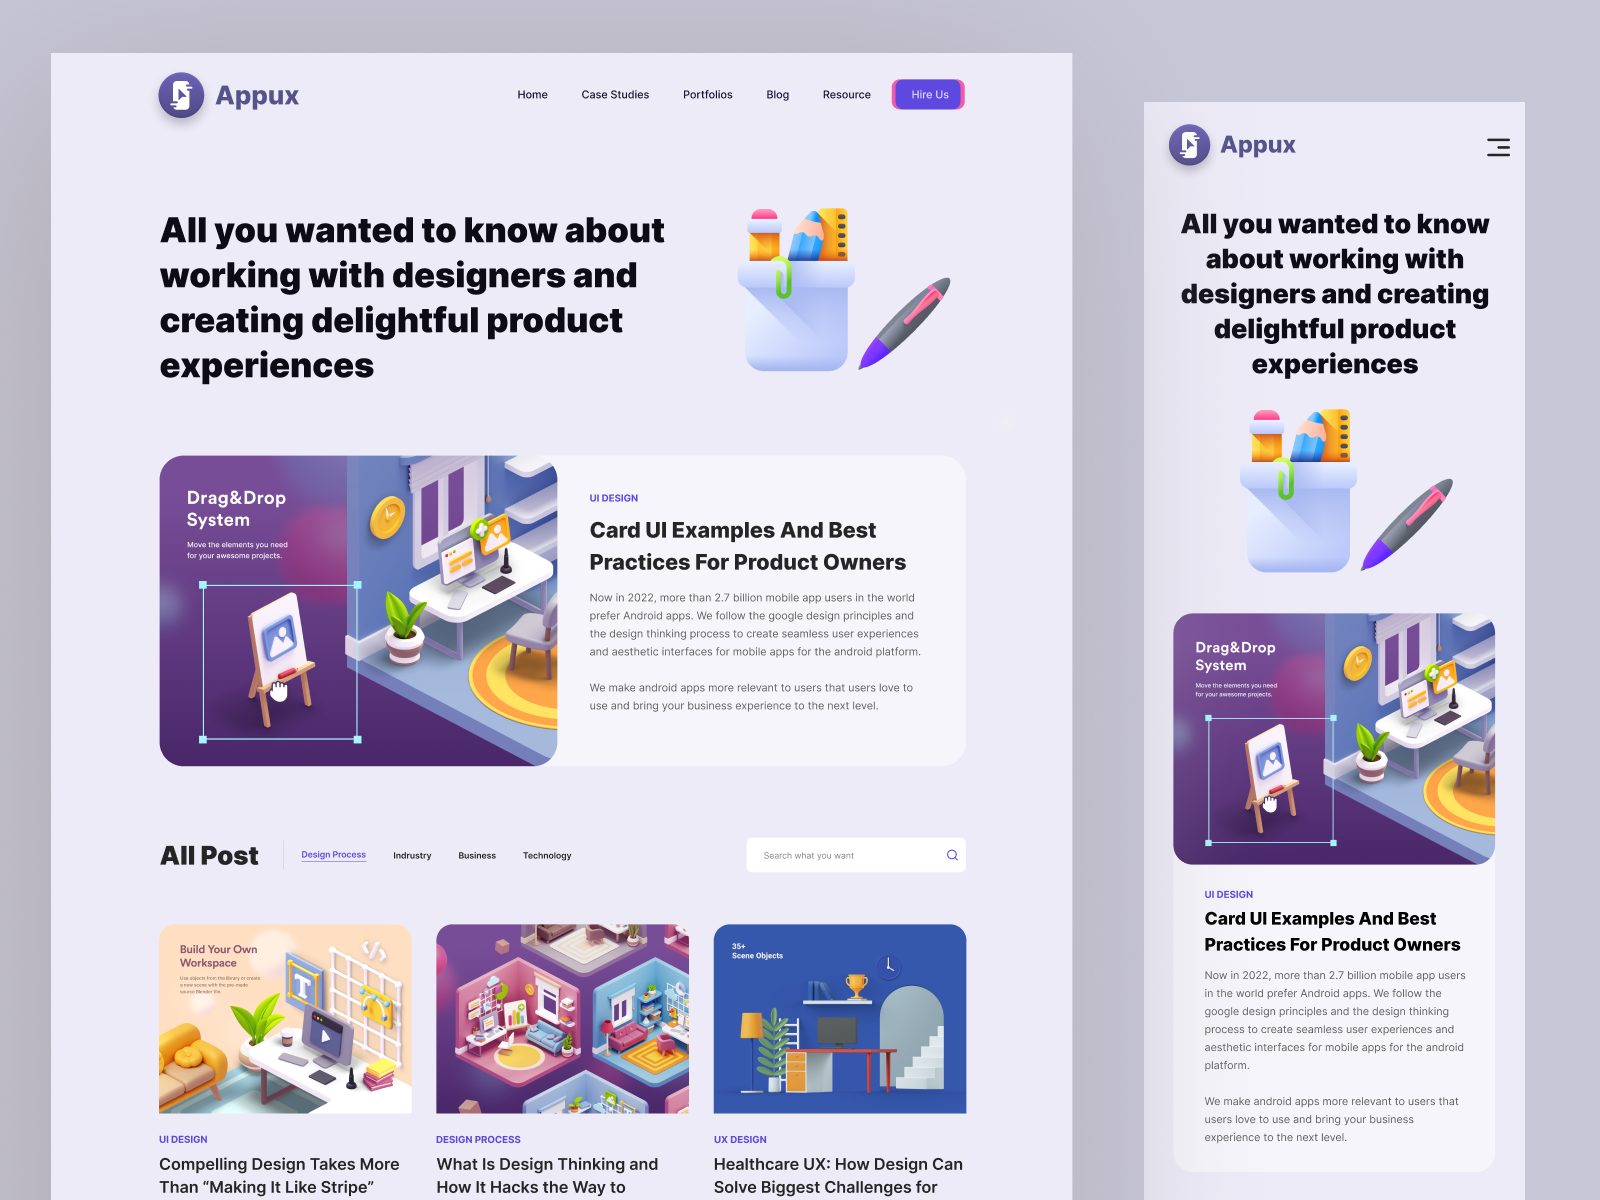 Appux
Home
Case Studies
Portfolios
Blog
Resource
Hire Us
All you wanted to know about
working with designers and
creating delightful product
experiences
Drag&Drop
System
Move the elements you need
for your awesome projects.
UI DESIGN
Card UI Examples And Best
Practices For Product Owners
Now in 2022, more than 2.7 billion mobile app users in the world
prefer Android apps. We follow the google design principles and
the design thinking process to create seamless user experiences
and aesthetic interfaces for mobile apps for the android platform.
We make android apps more relevant to users that users love to
use and bring your business experience to the next level.
All Post
Design Process
Indrustry
Business
Technology
Search what you want
Build Your Own
Workspace
Use objects from the library or create
a new scene with the pre-made
source Blender file.
T
35+
Scene Objects
UI DESIGN
Compelling Design Takes More
Than “Making It Like Stripe”
DESIGN PROCESS
What Is Design Thinking and
How It Hacks the Way to
UX DESIGN
Healthcare UX: How Design Can
Solve Biggest Challenges for
Appux
All you wanted to know
about working with
designers and creating
delightful product
experiences
Drag&Drop
System
Move the elements you need
for your awesome projects.
UI DESIGN
Card UI Examples And Best
Practices For Product Owners
Now in 2022, more than 2.7 billion mobile app users
in the world prefer Android apps. We follow the
google design principles and the design thinking
process to create seamless user experiences and
aesthetic interfaces for mobile apps for the android
platform.
We make android apps more relevant to users that
users love to use and bring your business
experience to the next level.